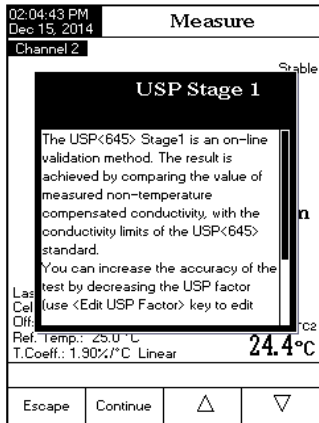 02:04:43 PM
Dec 15, 2014
Measure
Channel 2
Stable
USP Stage 1
The USP<645> Stage1 is an on-line
validation method. The result is
achieved by comparing the value of
measured non-temperature
compensated conductivity, with the
conductivity limits of the USP<645>
standard.
You can increase the accuracy of the
test by decreasing the USP factor
(use <Edit USP Factor> key to edit
Ref. Temp.: 25.0 °C
T.Coeff.: 1.90%/°C Linear
24.4°C
Escape Continue △ ▽